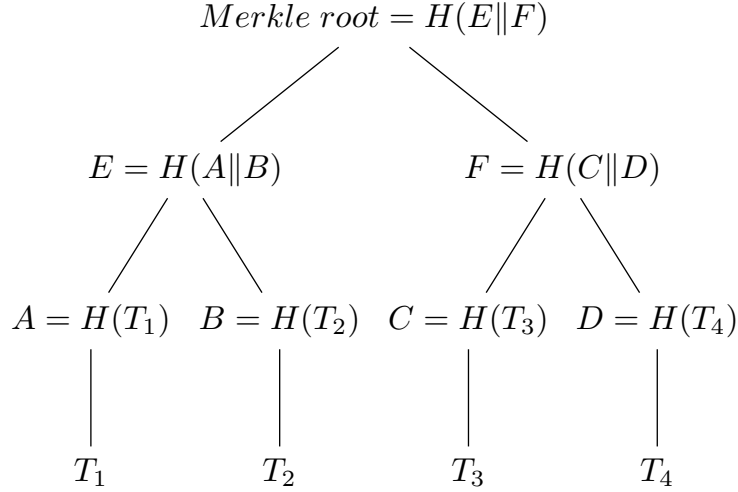 Merkle root = H(E∥F)
E = H(A∥B) F = H(C∥D)
A = H(T₁) B = H(T₂) C = H(T₃) D = H(T₄)
T₁ T₂ T₃ T₄